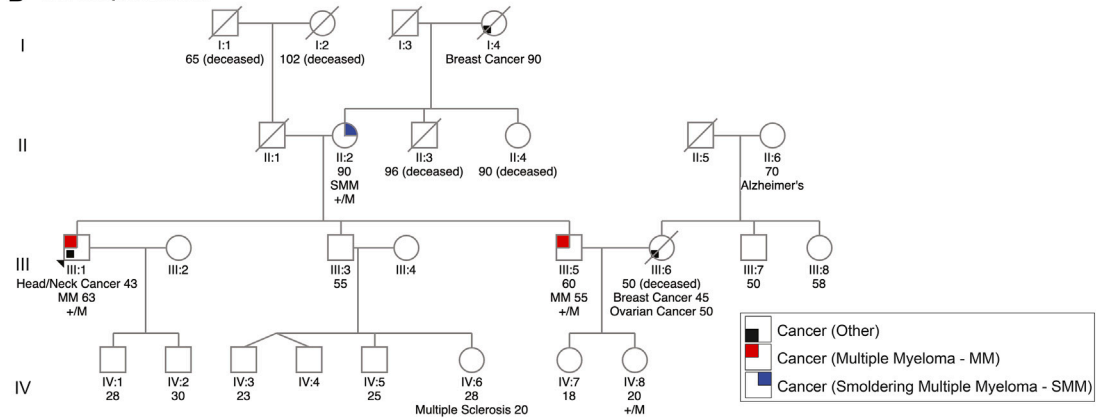 I
I:1
65 (deceased)
I:2
102 (deceased)
I:3
I:4
Breast Cancer 90
II
II:1
II:2
90
SMM
+/M
II:3
96 (deceased)
II:4
90 (deceased)
II:5
II:6
70
Alzheimer's
III
III:1
Head/Neck Cancer 43
MM 63
+/M
III:2
III:3
55
III:4
III:5
60
MM 55
+/M
III:6
50 (deceased)
Breast Cancer 45
Ovarian Cancer 50
III:7
50
III:8
58
IV
IV:1
28
IV:2
30
IV:3
23
IV:4
IV:5
25
IV:6
28
Multiple Sclerosis 20
IV:7
18
IV:8
20
+/M
Cancer (Other)
Cancer (Multiple Myeloma - MM)
Cancer (Smoldering Multiple Myeloma - SMM)